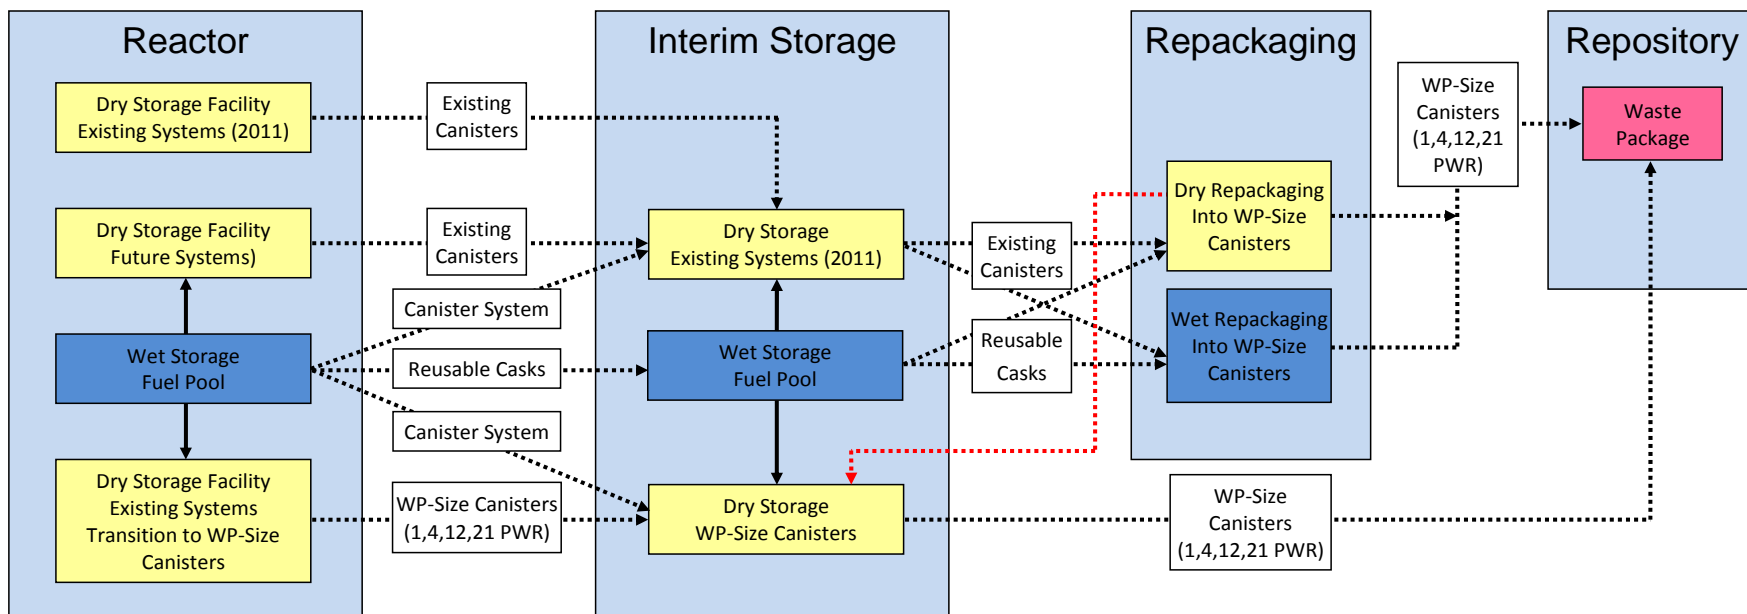 Reactor
Interim Storage
Repackaging
Repository
Dry Storage Facility
Existing Systems (2011)
Existing
Canisters
WP-Size
Canisters
(1,4,12,21
PWR)
Waste
Package
Dry Storage Facility
Future Systems)
Existing
Canisters
Dry Storage
Existing Systems (2011)
Existing
Canisters
Dry Repackaging
Into WP-Size
Canisters
Canister System
Wet Storage
Fuel Pool
Reusable Casks
Wet Storage
Fuel Pool
Reusable
Casks
Wet Repackaging
Into WP-Size
Canisters
Canister System
Dry Storage Facility
Existing Systems
Transition to WP-Size
Canisters
WP-Size Canisters
(1,4,12,21 PWR)
Dry Storage
WP-Size Canisters
WP-Size
Canisters
(1,4,12,21 PWR)